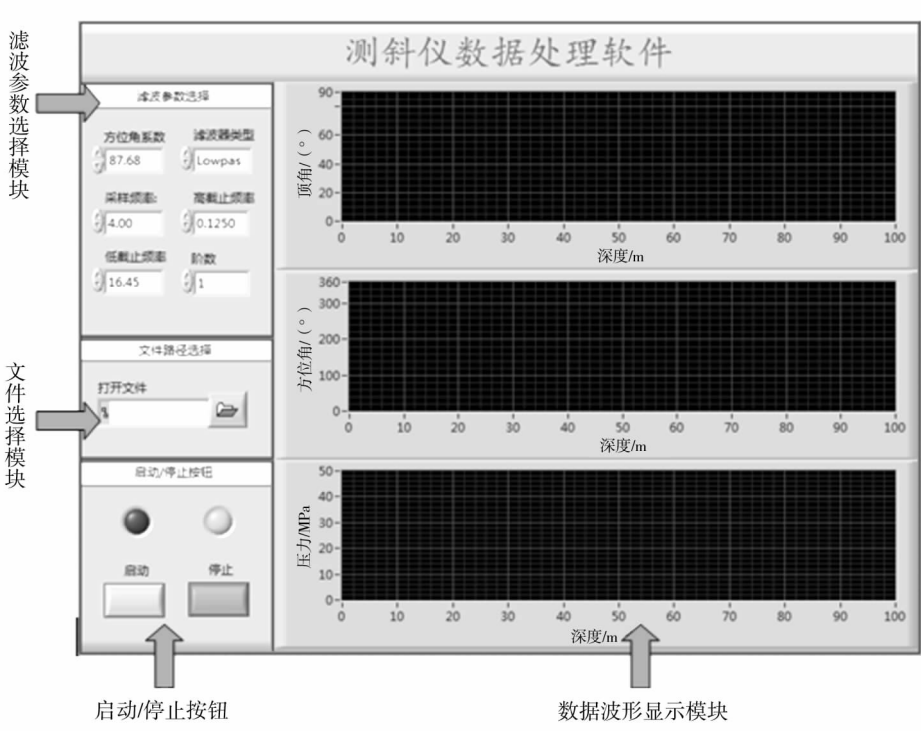 测斜仪数据处理软件
滤波参数选择模块
滤波参数选择
方位角系数 滤波器类型
87.68 Lowpas
采样频率: 高截止频率
4.00 0.1250
低截止频率 阶数
16.45 1
文件选择模块
文件路径选择
打开文件
%
启动/停止按钮
启动 停止
启动/停止按钮
顶角/(°)
90
60
40
20
0
0 10 20 30 40 50 60 70 80 90 100
深度/m
方位角/(°)
360
300
200
100
0
0 10 20 30 40 50 60 70 80 90 100
深度/m
压力/MPa
50
40
30
20
10
0
0 10 20 30 40 50 60 70 80 90 100
深度/m
数据波形显示模块